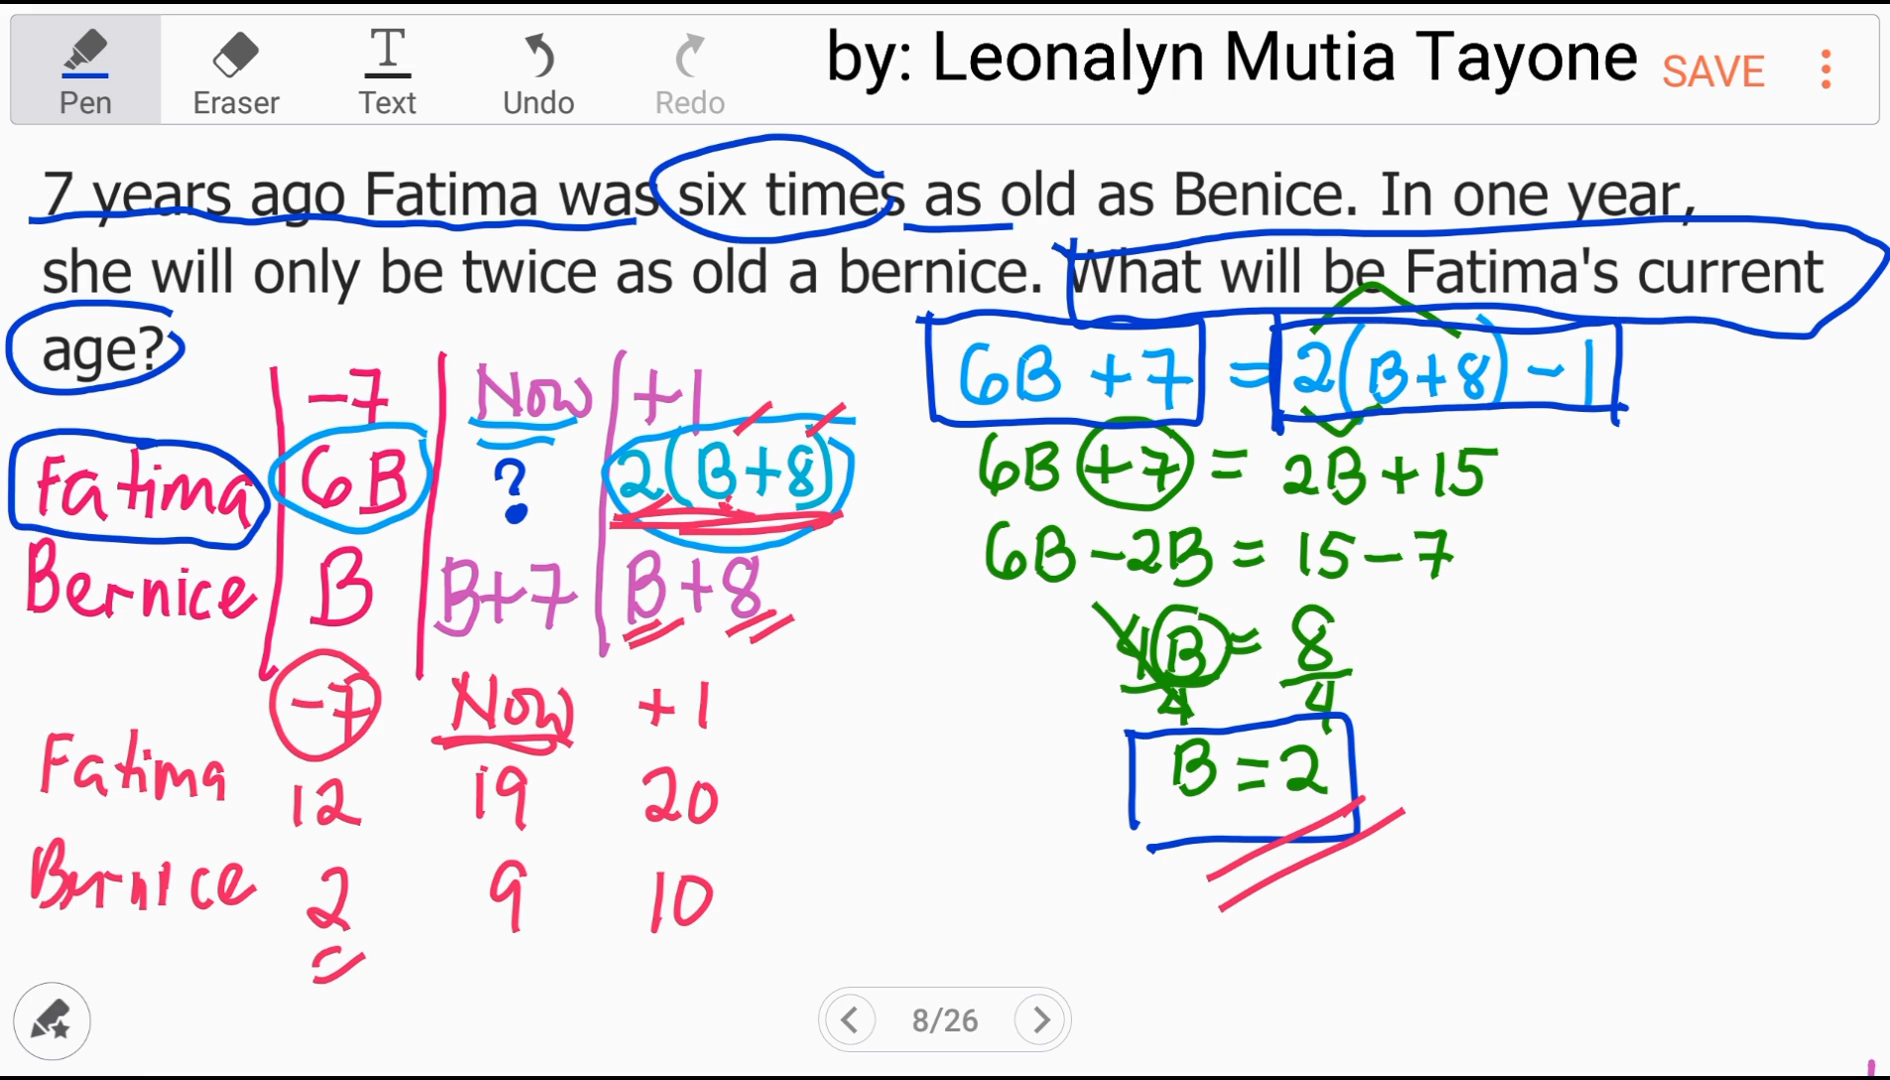 by: Leonalyn Mutia Tayone
SAVE
Pen
Eraser
T
Text
Undo
Redo
7 years ago Fatima was six times as old as Benice. In one year,
she will only be twice as old a bernice. What will be Fatima's current
age?
-7 Now +1
Fatima 6B ? 2(B+8)
Bernice B B+7 B+8
-7 Now +1
Fatima 12 19 20
Bernice 2 9 10
6B +7 = 2(B+8) -1
6B +7 = 2B+15
6B -2B = 15-7
4B = 8
4 4
B = 2
8/26